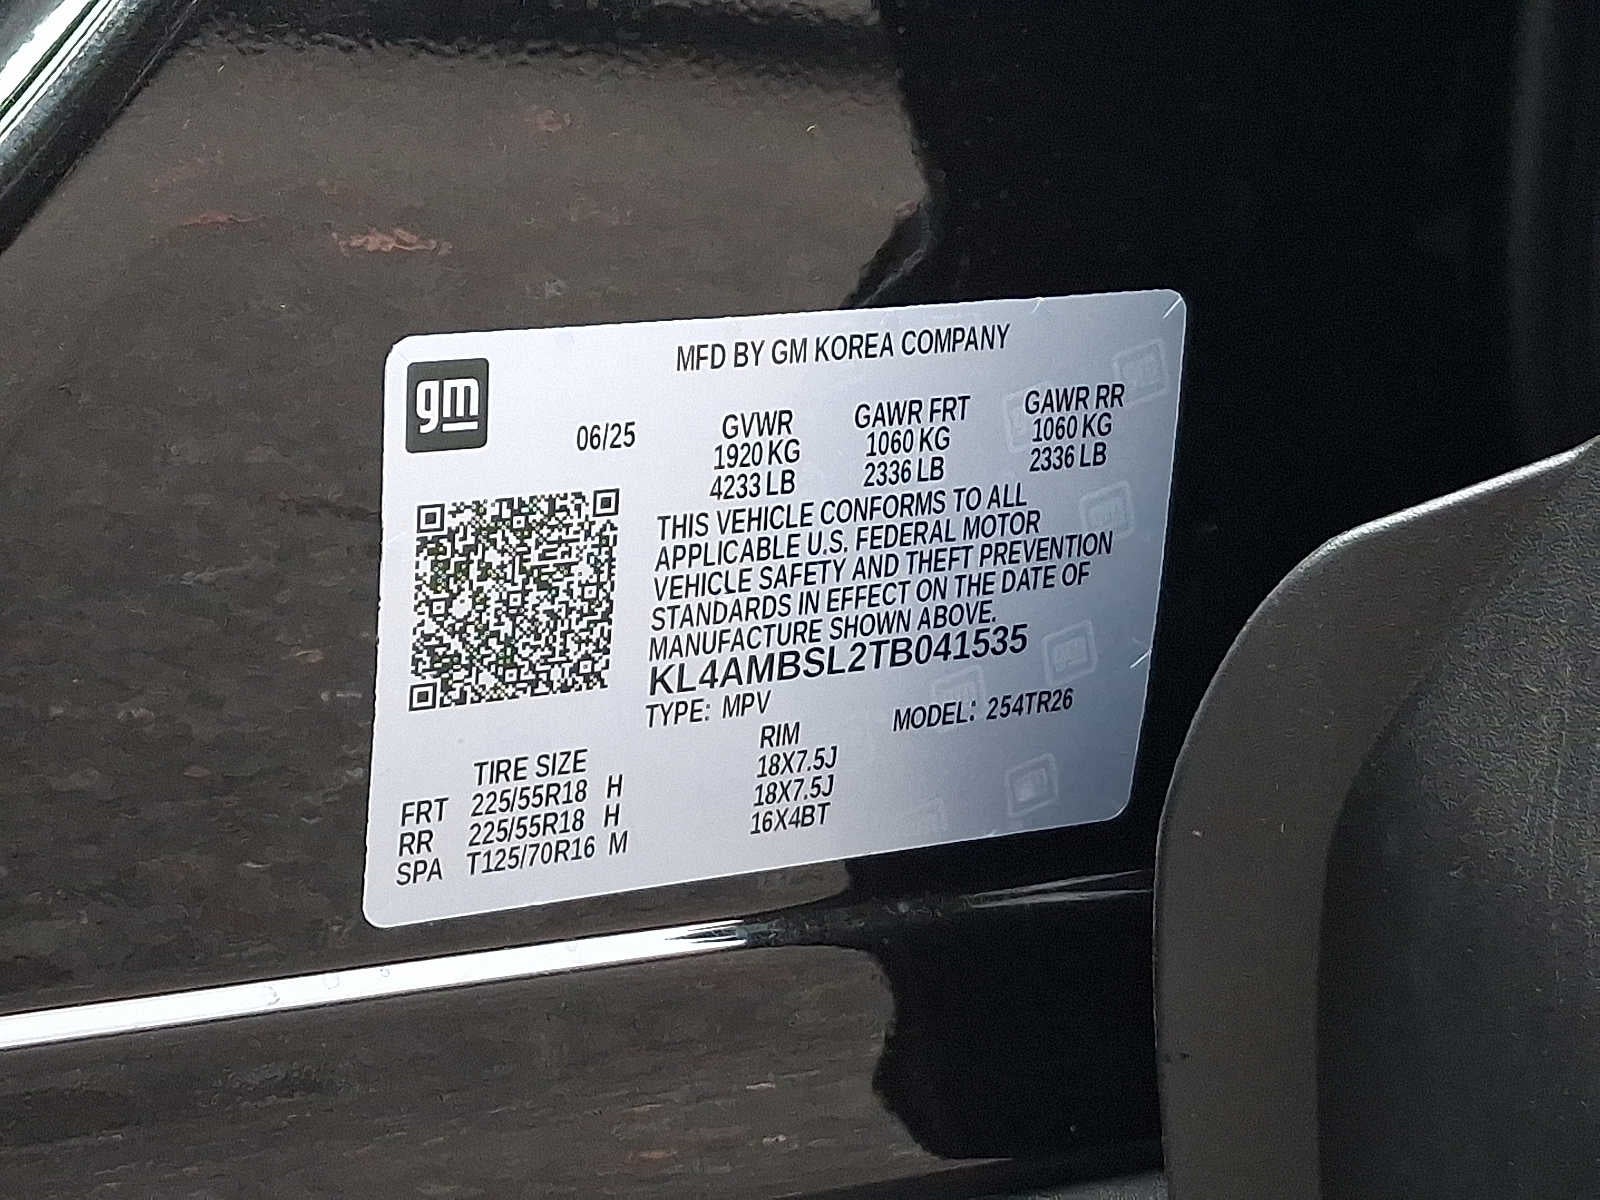 MFD BY GM KOREA COMPANY
gm
06/25
GVWR GAWR FRT GAWR RR
1920 KG 1060 KG 1060 KG
4233 LB 2336 LB 2336 LB
THIS VEHICLE CONFORMS TO ALL
APPLICABLE U.S. FEDERAL MOTOR
VEHICLE SAFETY AND THEFT PREVENTION
STANDARDS IN EFFECT ON THE DATE OF
MANUFACTURE SHOWN ABOVE.
KL4AMBSL2TB041535
TYPE: MPV MODEL: 254TR26
TIRE SIZE RIM
FRT 225/55R18 H 18X7.5J
RR 225/55R18 H 18X7.5J
SPA T125/70R16 M 16X4BT